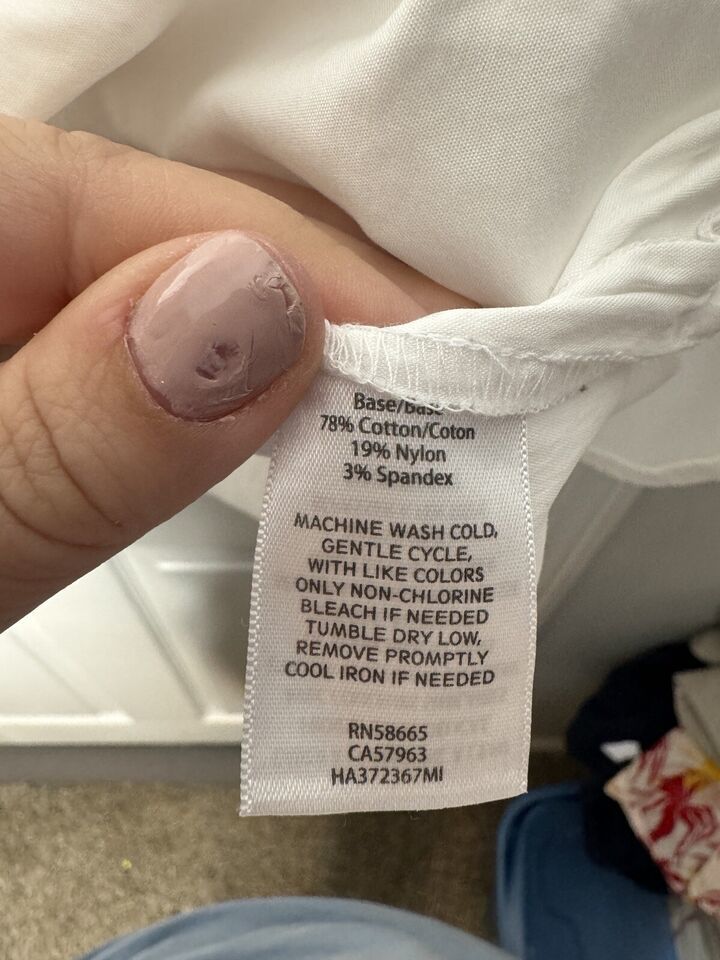 Base/Base
78% Cotton/Coton
19% Nylon
3% Spandex
MACHINE WASH COLD,
GENTLE CYCLE,
WITH LIKE COLORS
ONLY NON-CHLORINE
BLEACH IF NEEDED
TUMBLE DRY LOW,
REMOVE PROMPTLY
COOL IRON IF NEEDED
RN58665
CA57963
HA372367MI